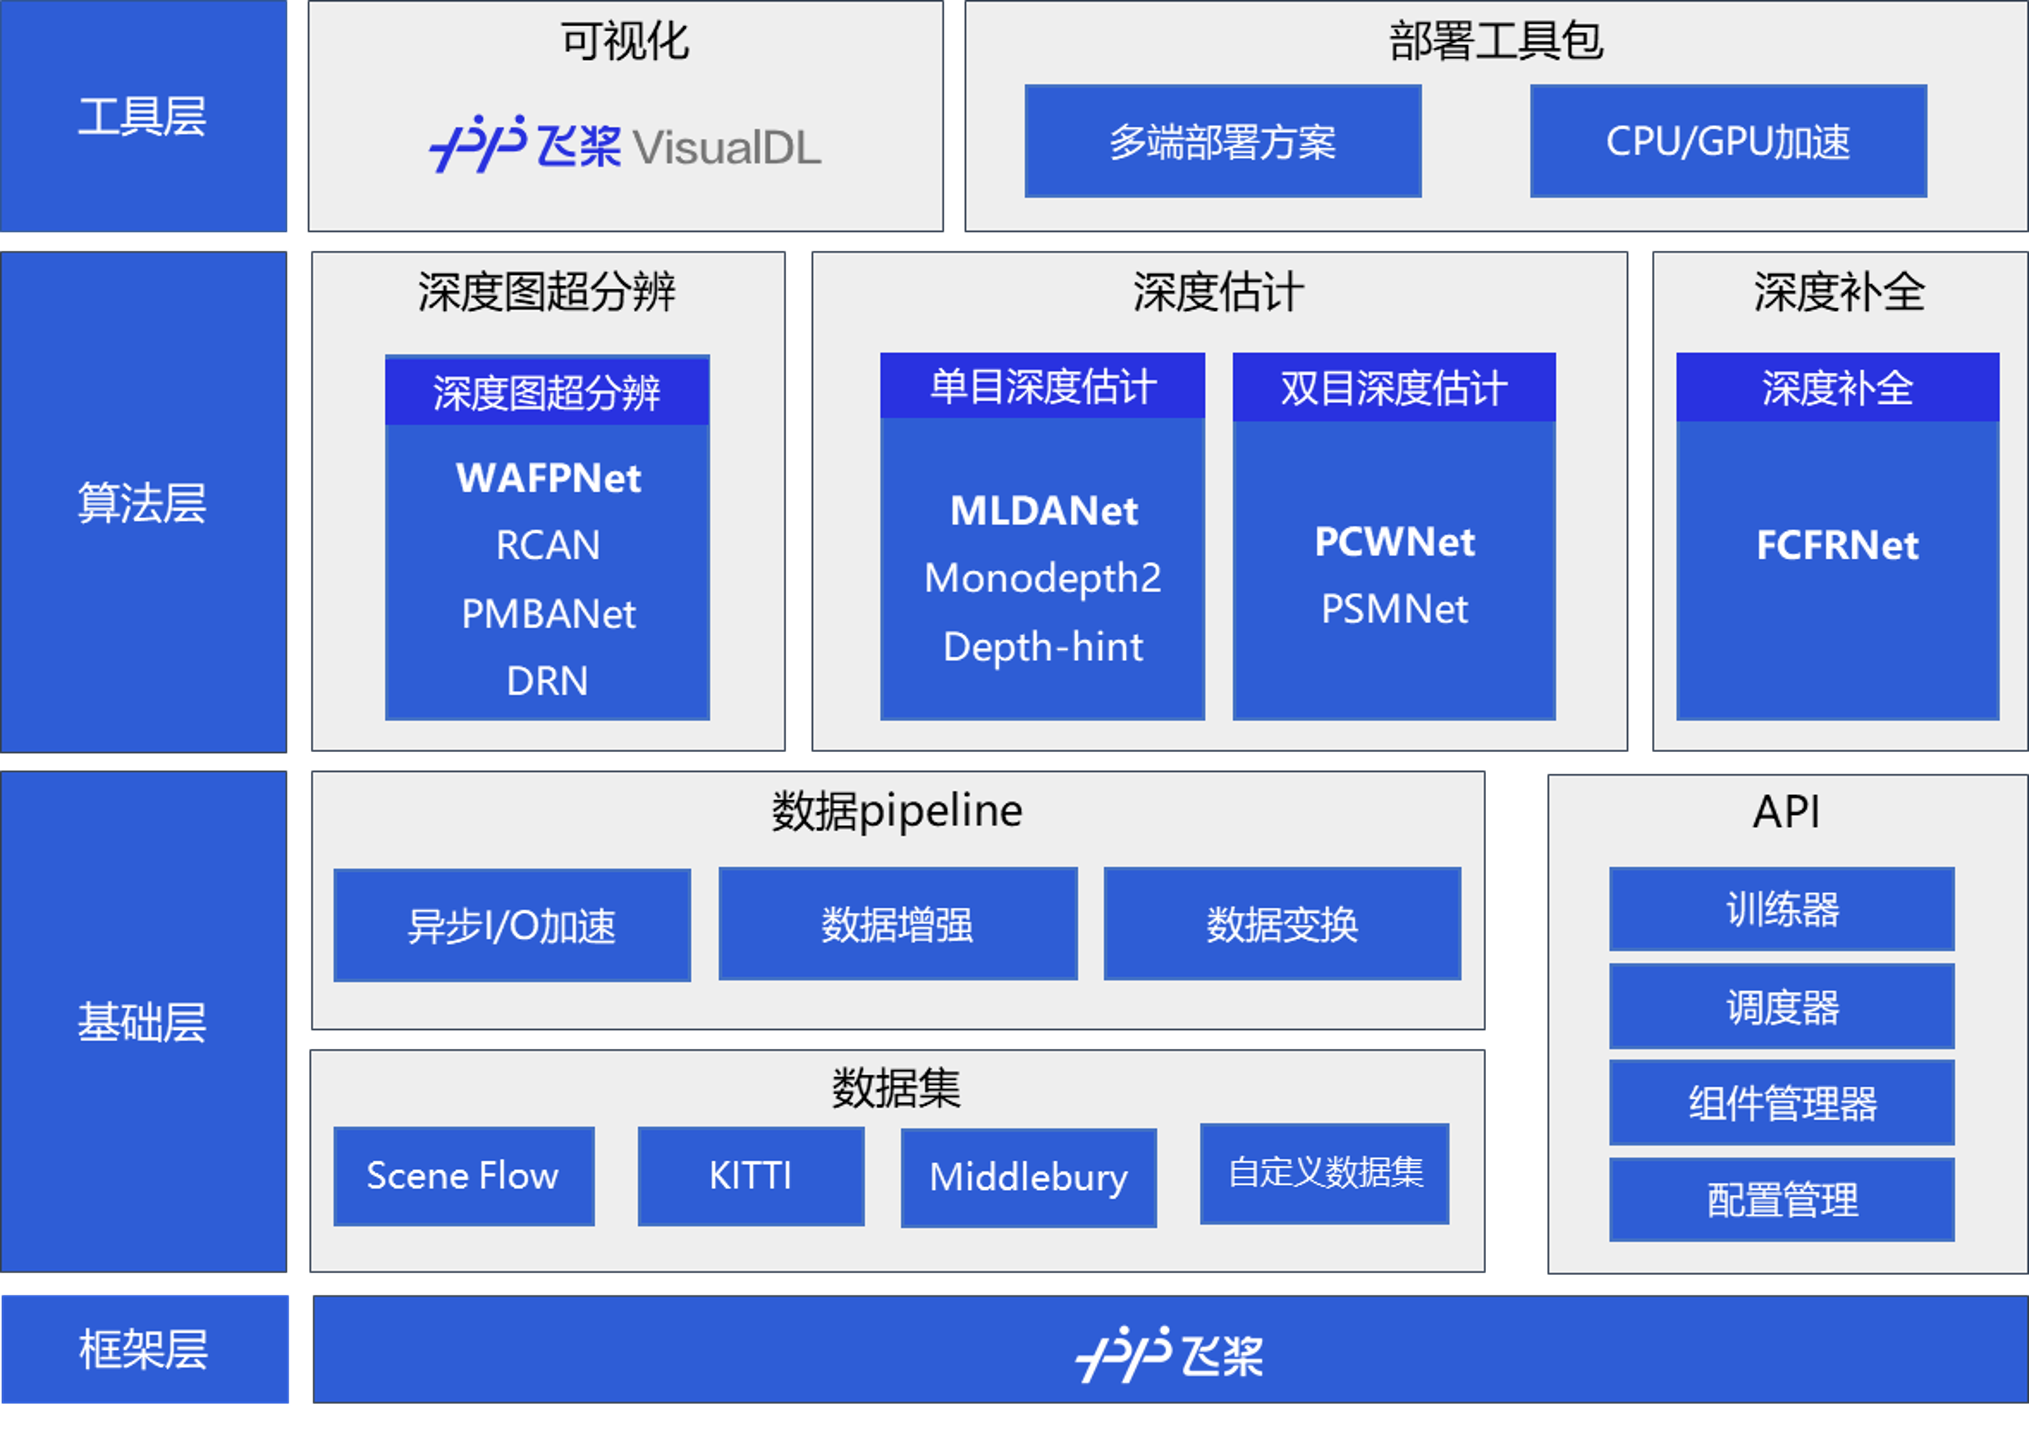 工具层
可视化
飞桨 VisualDL
部署工具包
多端部署方案
CPU/GPU加速
算法层
深度图超分辨
深度图超分辨
WAFPNet
RCAN
PMBANet
DRN
深度估计
单目深度估计
MLDANet
Monodepth2
Depth-hint
双目深度估计
PCWNet
PSMNet
深度补全
深度补全
FCFRNet
基础层
数据pipeline
异步I/O加速
数据增强
数据变换
数据集
Scene Flow
KITTI
Middlebury
自定义数据集
API
训练器
调度器
组件管理器
配置管理
框架层
飞桨